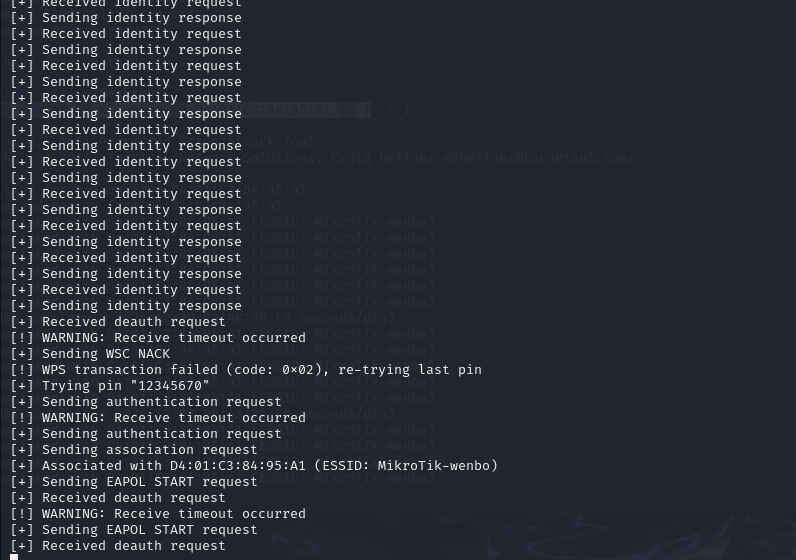 [+] Received identity request
[+] Sending identity response
[+] Received identity request
[+] Sending identity response
[+] Received identity request
[+] Sending identity response
[+] Received identity request
[+] Sending identity response
[+] Received identity request
[+] Sending identity response
[+] Received identity request
[+] Sending identity response
[+] Received identity request
[+] Sending identity response
[+] Received identity request
[+] Sending identity response
[+] Received identity request
[+] Sending identity response
[+] Received identity request
[+] Sending identity response
[+] Received deauth request
[!] WARNING: Receive timeout occurred
[+] Sending WSC NACK
[!] WPS transaction failed (code: 0×02), re-trying last pin
[+] Trying pin "12345670"
[+] Sending authentication request
[!] WARNING: Receive timeout occurred
[+] Sending authentication request
[+] Sending association request
[+] Associated with D4:01:C3:84:95:A1 (ESSID: MikroTik-wenbo)
[+] Sending EAPOL START request
[+] Received deauth request
[!] WARNING: Receive timeout occurred
[+] Sending EAPOL START request
[+] Received deauth request